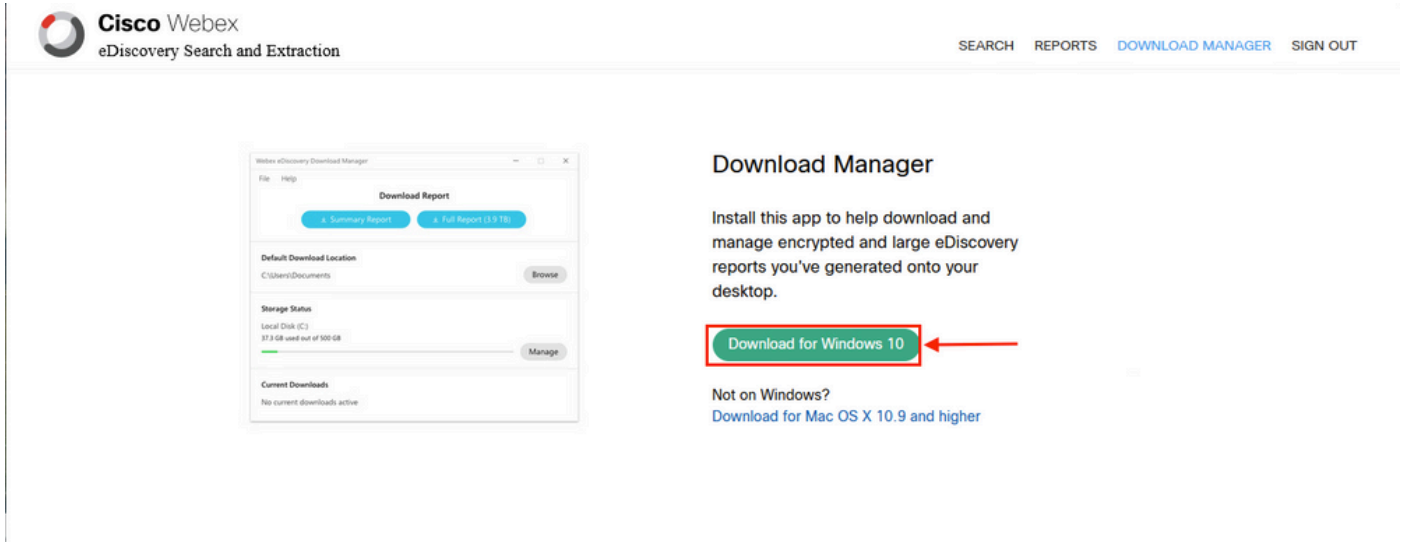 Cisco Webex
eDiscovery Search and Extraction
SEARCH REPORTS DOWNLOAD MANAGER SIGN OUT
Webex eDiscovery Download Manager
File Help
Download Report
Summary Report Full Report (3.9 TB)
Default Download Location
C:\Users\Documents Browse
Storage Status
Local Disk (C:)
37.3 GB used out of 500 GB
Manage
Current Downloads
No current downloads active
Download Manager
Install this app to help download and
manage encrypted and large eDiscovery
reports you've generated onto your
desktop.
Download for Windows 10
Not on Windows?
Download for Mac OS X 10.9 and higher